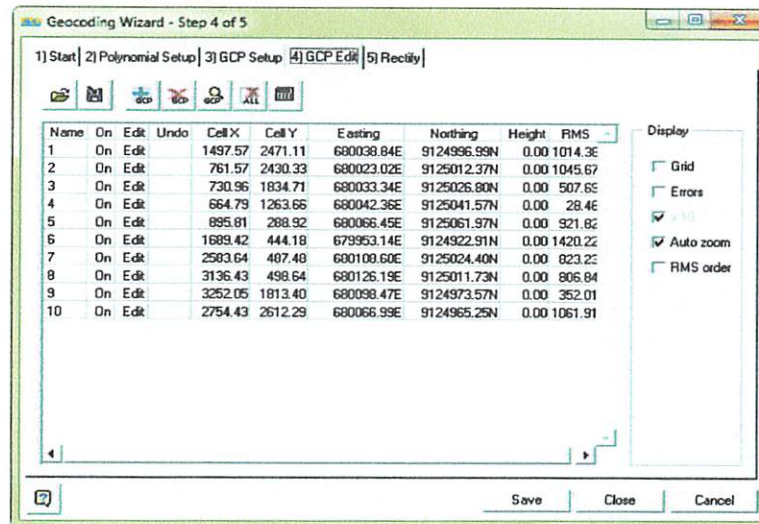 Geocoding Wizard - Step 4 of 5
1) Start 2) Polynomial Setup 3) GCP Setup 4) GCP Edit 5) Rectify
GCP GCP GCP ALL
Name On Edit Undo Cell X Cell Y Easting Northing Height RMS
1 On Edit 1497.57 2471.11 680038.84E 9124996.99N 0.00 1014.36
2 On Edit 761.57 2430.33 680023.02E 9125012.37N 0.00 1045.67
3 On Edit 730.96 1834.71 680033.34E 9125026.80N 0.00 507.69
4 On Edit 664.79 1263.66 680042.36E 9125041.57N 0.00 28.46
5 On Edit 895.81 288.92 680066.45E 9125061.97N 0.00 921.82
6 On Edit 1689.42 444.18 679953.14E 9124922.91N 0.00 1420.22
7 On Edit 2583.64 487.48 680108.60E 9125024.40N 0.00 823.23
8 On Edit 3136.43 498.64 680126.19E 9125011.73N 0.00 806.84
9 On Edit 3252.05 1813.40 680098.47E 9124973.57N 0.00 352.01
10 On Edit 2754.43 2612.29 680066.99E 9124965.25N 0.00 1061.91
Display
Grid
Errors
Auto zoom
RMS order
Save Close Cancel